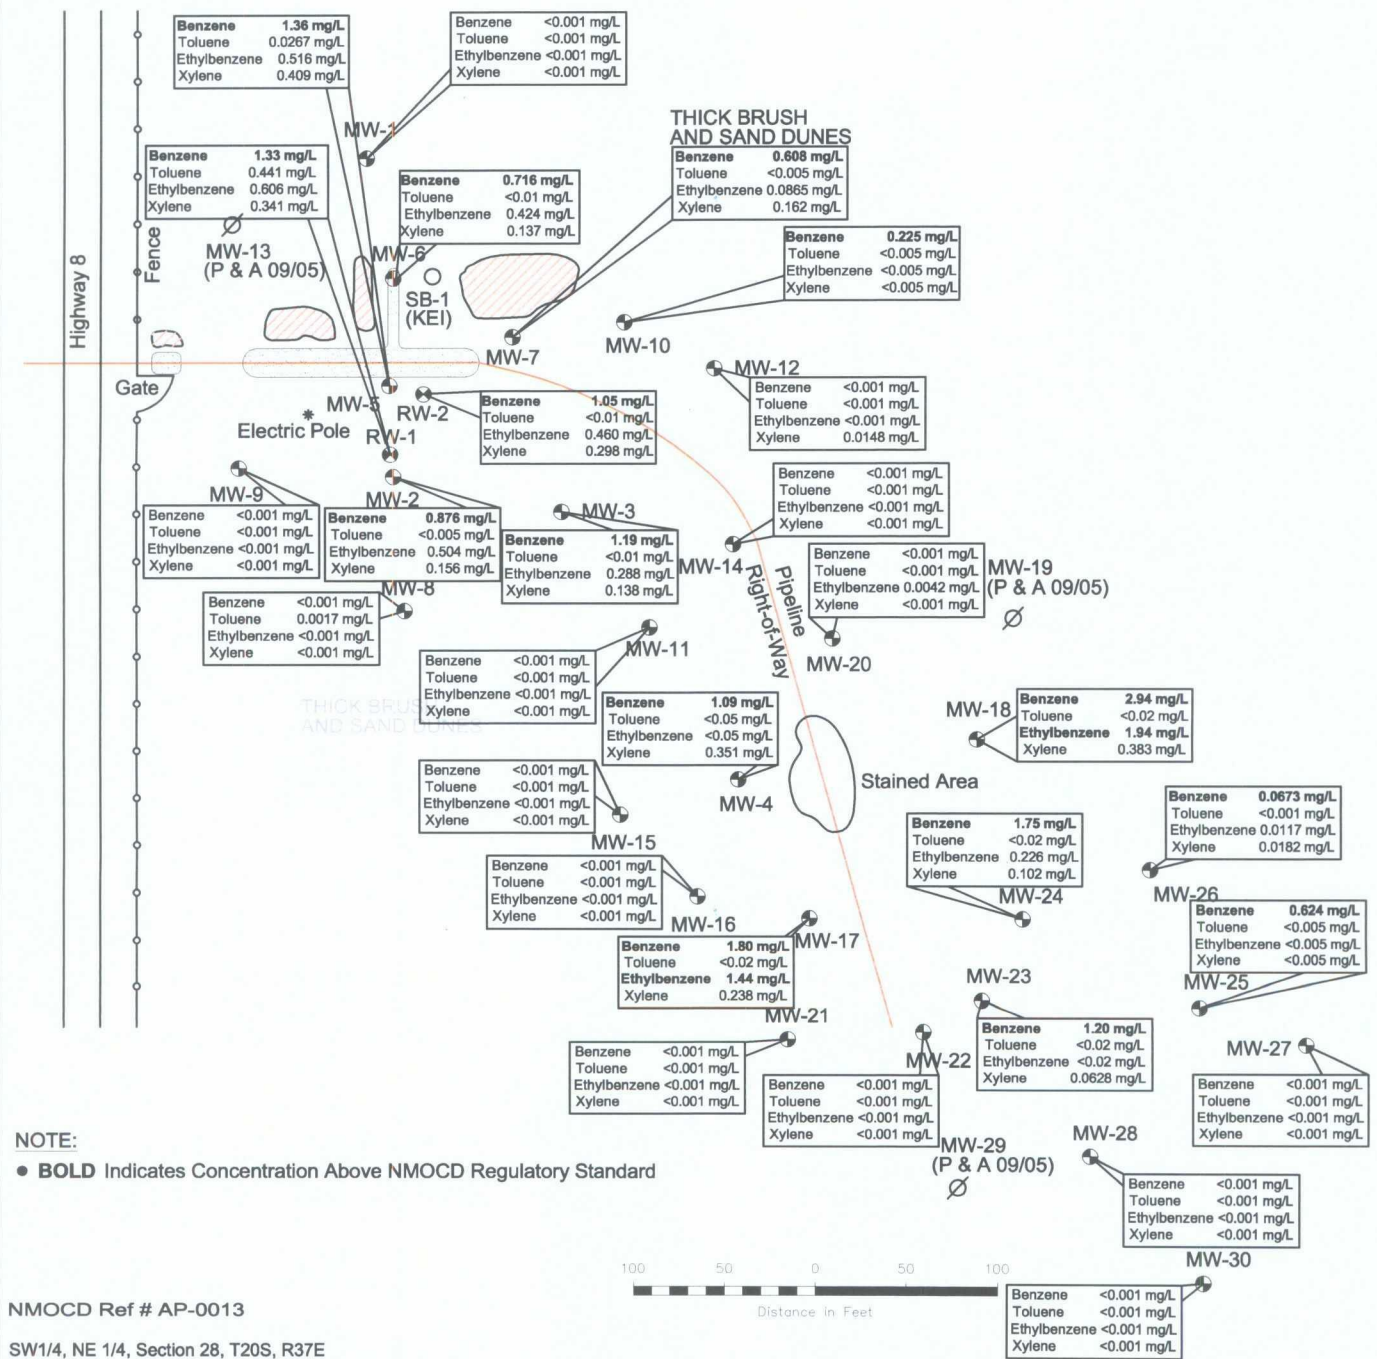 Benzene 1.36 mg/L
Toluene 0.0267 mg/L
Ethylbenzene 0.516 mg/L
Xylene 0.409 mg/L
Benzene <0.001 mg/L
Toluene <0.001 mg/L
Ethylbenzene <0.001 mg/L
Xylene <0.001 mg/L
MW-1
THICK BRUSH
AND SAND DUNES
Benzene 1.33 mg/L
Toluene 0.441 mg/L
Ethylbenzene 0.606 mg/L
Xylene 0.341 mg/L
Benzene 0.716 mg/L
Toluene <0.01 mg/L
Ethylbenzene 0.424 mg/L
Xylene 0.137 mg/L
Benzene 0.608 mg/L
Toluene <0.005 mg/L
Ethylbenzene 0.0865 mg/L
Xylene 0.162 mg/L
Benzene 0.225 mg/L
Toluene <0.005 mg/L
Ethylbenzene <0.005 mg/L
Xylene <0.005 mg/L
Highway 8
Fence
MW-13
(P & A 09/05)
MW-6
SB-1
(KEI)
MW-7
MW-10
MW-12
Gate
MW-5
RW-2
Electric Pole
RW-1
Benzene 1.05 mg/L
Toluene <0.01 mg/L
Ethylbenzene 0.460 mg/L
Xylene 0.298 mg/L
Benzene <0.001 mg/L
Toluene <0.001 mg/L
Ethylbenzene <0.001 mg/L
Xylene 0.0148 mg/L
MW-9
MW-2
MW-3
Benzene <0.001 mg/L
Toluene <0.001 mg/L
Ethylbenzene <0.001 mg/L
Xylene <0.001 mg/L
Benzene <0.001 mg/L
Toluene <0.001 mg/L
Ethylbenzene <0.001 mg/L
Xylene <0.001 mg/L
Benzene 0.876 mg/L
Toluene <0.005 mg/L
Ethylbenzene 0.504 mg/L
Xylene 0.156 mg/L
Benzene 1.19 mg/L
Toluene <0.01 mg/L
Ethylbenzene 0.288 mg/L
Xylene 0.138 mg/L
MW-14
Pipeline
Right-of-Way
Benzene <0.001 mg/L
Toluene <0.001 mg/L
Ethylbenzene 0.0042 mg/L
Xylene <0.001 mg/L
MW-19
(P & A 09/05)
MW-8
Benzene <0.001 mg/L
Toluene 0.0017 mg/L
Ethylbenzene <0.001 mg/L
Xylene <0.001 mg/L
MW-11
MW-20
Benzene <0.001 mg/L
Toluene <0.001 mg/L
Ethylbenzene <0.001 mg/L
Xylene <0.001 mg/L
THICK BRUSH
AND SAND DUNES
Benzene 1.09 mg/L
Toluene <0.05 mg/L
Ethylbenzene <0.05 mg/L
Xylene 0.351 mg/L
MW-18
Benzene 2.94 mg/L
Toluene <0.02 mg/L
Ethylbenzene 1.94 mg/L
Xylene 0.383 mg/L
Benzene <0.001 mg/L
Toluene <0.001 mg/L
Ethylbenzene <0.001 mg/L
Xylene <0.001 mg/L
MW-4
Stained Area
MW-15
Benzene 1.75 mg/L
Toluene <0.02 mg/L
Ethylbenzene 0.226 mg/L
Xylene 0.102 mg/L
Benzene 0.0673 mg/L
Toluene <0.001 mg/L
Ethylbenzene 0.0117 mg/L
Xylene 0.0182 mg/L
Benzene <0.001 mg/L
Toluene <0.001 mg/L
Ethylbenzene <0.001 mg/L
Xylene <0.001 mg/L
MW-16
MW-24
MW-26
MW-17
Benzene 1.80 mg/L
Toluene <0.02 mg/L
Ethylbenzene 1.44 mg/L
Xylene 0.238 mg/L
Benzene 0.624 mg/L
Toluene <0.005 mg/L
Ethylbenzene <0.005 mg/L
Xylene <0.005 mg/L
MW-23
MW-25
MW-21
Benzene <0.001 mg/L
Toluene <0.001 mg/L
Ethylbenzene <0.001 mg/L
Xylene <0.001 mg/L
MW-22
Benzene 1.20 mg/L
Toluene <0.02 mg/L
Ethylbenzene <0.02 mg/L
Xylene 0.0628 mg/L
MW-27
Benzene <0.001 mg/L
Toluene <0.001 mg/L
Ethylbenzene <0.001 mg/L
Xylene <0.001 mg/L
Benzene <0.001 mg/L
Toluene <0.001 mg/L
Ethylbenzene <0.001 mg/L
Xylene <0.001 mg/L
NOTE:
● BOLD Indicates Concentration Above NMOCD Regulatory Standard
MW-29
(P & A 09/05)
MW-28
Benzene <0.001 mg/L
Toluene <0.001 mg/L
Ethylbenzene <0.001 mg/L
Xylene <0.001 mg/L
MW-30
Benzene <0.001 mg/L
Toluene <0.001 mg/L
Ethylbenzene <0.001 mg/L
Xylene <0.001 mg/L
100 50 0 50 100
Distance in Feet
NMOCD Ref # AP-0013
SW1/4, NE 1/4, Section 28, T20S, R37E